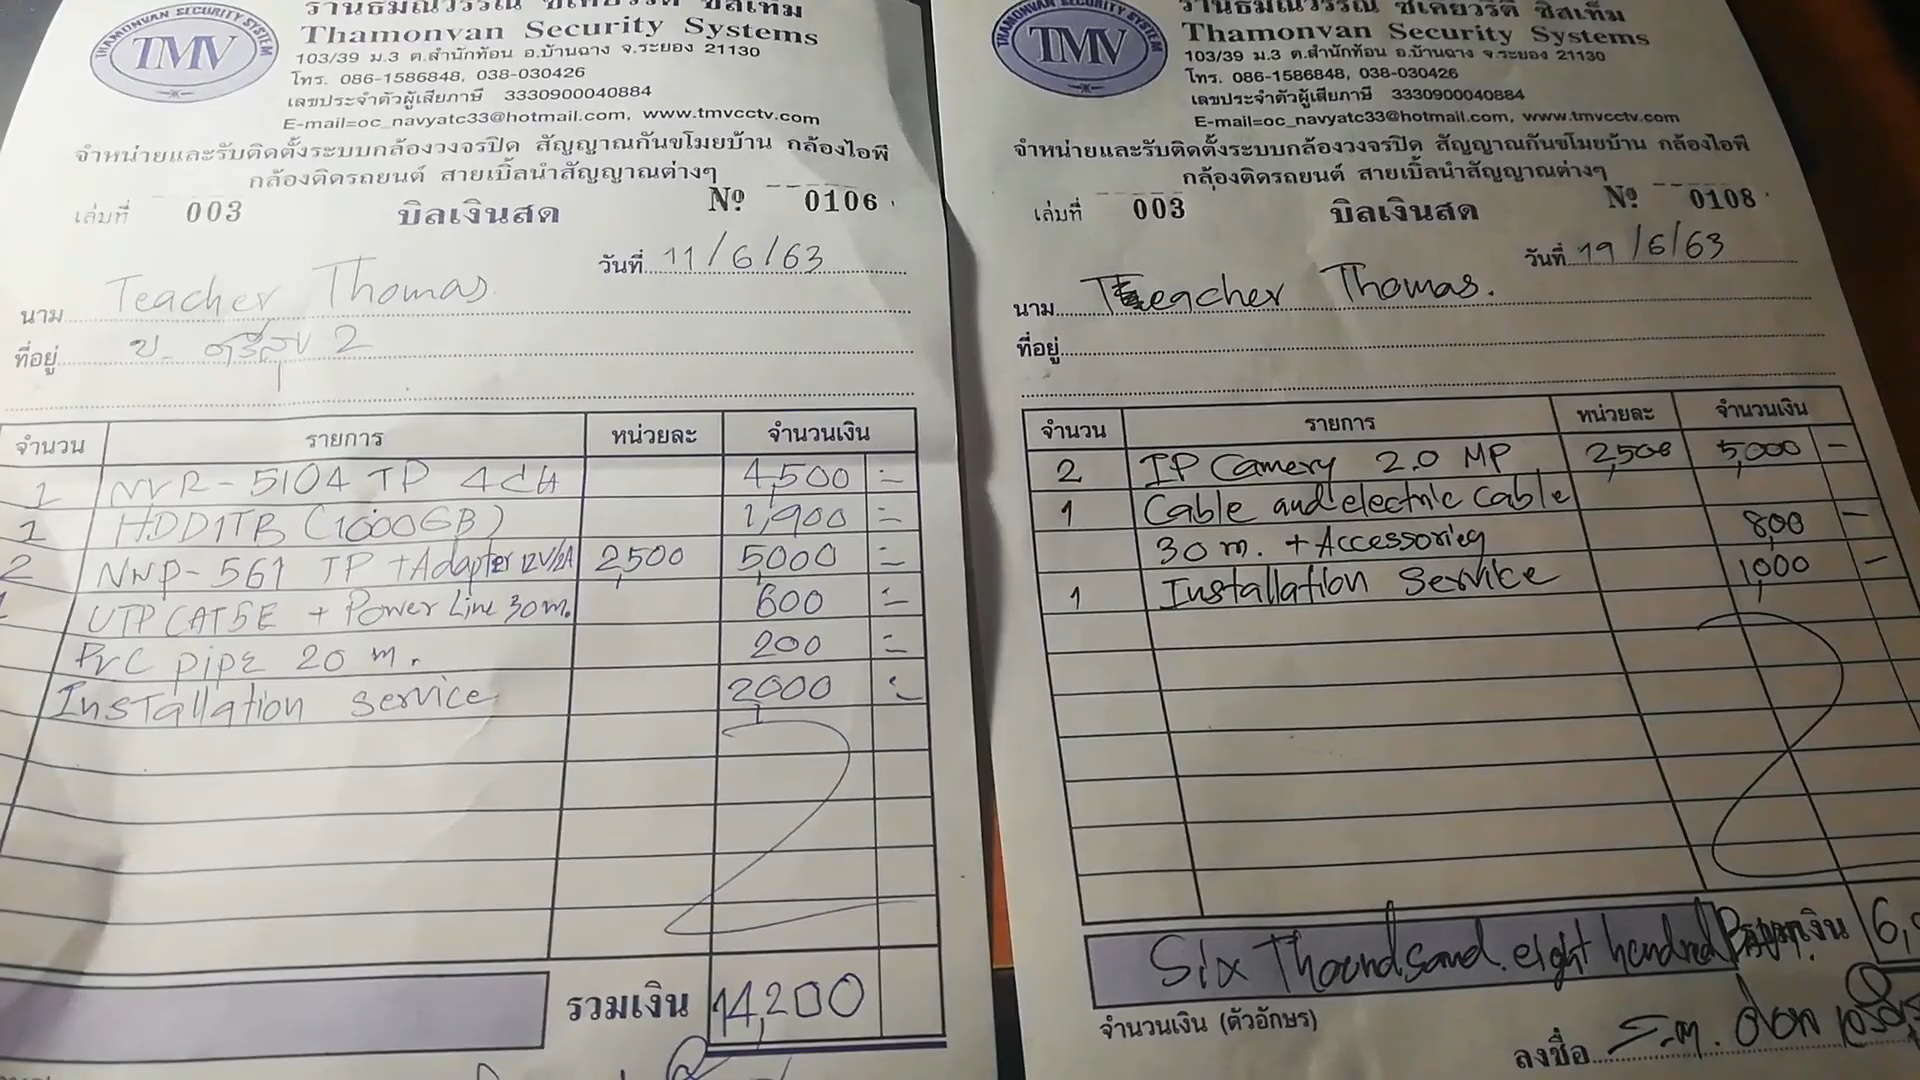 THAMONVAN SECURITY SYSTEM
TMV
ร้านธมณวรรณ ซีเคียวริตี้ ซิสเท็ม
Thamonvan Security Systems
103/39 ม.3 ต.สำนักท้อน อ.บ้านฉาง จ.ระยอง 21130
โทร. 086-1586848, 038-030426
เลขประจำตัวผู้เสียภาษี 3330900040884
E-mail=oc_navyatc33@hotmail.com, www.tmvcctv.com
จำหน่ายและรับติดตั้งระบบกล้องวงจรปิด สัญญาณกันขโมยบ้าน กล้องไอพี
กล้องติดรถยนต์ สายเบิ้ลนำสัญญาณต่างๆ
เล่มที่ 003 บิลเงินสด Nº 0106
วันที่ 11/6/63
นาม Teacher Thomas.
ที่อยู่ ข. ศรีสุข 2
จำนวน รายการ หน่วยละ จำนวนเงิน
1 NVR-5104 TP 4CH 4,500 =
1 HDD1TB (1000GB) 1,900 =
2 NWP-561 TP +Adapter 12V/2A 2,500 5000 =
1 UTP CAT5E + Power Line 30m. 600 =
PVC pipe 20 m. 200 =
Installation service 2000
รวมเงิน 14,200
THAMONVAN SECURITY SYSTEM
TMV
ร้านธมณวรรณ ซีเคียวริตี้ ซิสเท็ม
Thamonvan Security Systems
103/39 ม.3 ต.สำนักท้อน อ.บ้านฉาง จ.ระยอง 21130
โทร. 086-1586848, 038-030426
เลขประจำตัวผู้เสียภาษี 3330900040884
E-mail=oc_navyatc33@hotmail.com, www.tmvcctv.com
จำหน่ายและรับติดตั้งระบบกล้องวงจรปิด สัญญาณกันขโมยบ้าน กล้องไอพี
กล้องติดรถยนต์ สายเบิ้ลนำสัญญาณต่างๆ
เล่มที่ 003 บิลเงินสด Nº 0108
วันที่ 19/6/63
นาม Teacher Thomas.
ที่อยู่
จำนวน รายการ หน่วยละ จำนวนเงิน
2 IP Camery 2.0 MP 2,500 5,000 -
1 Cable and electric cable
30 m. + Accessories 800 -
1 Installation Service 1,000 -
Six Thoundsand. eight hundred รวมเงิน 6,
จำนวนเงิน (ตัวอักษร)
ลงชื่อ